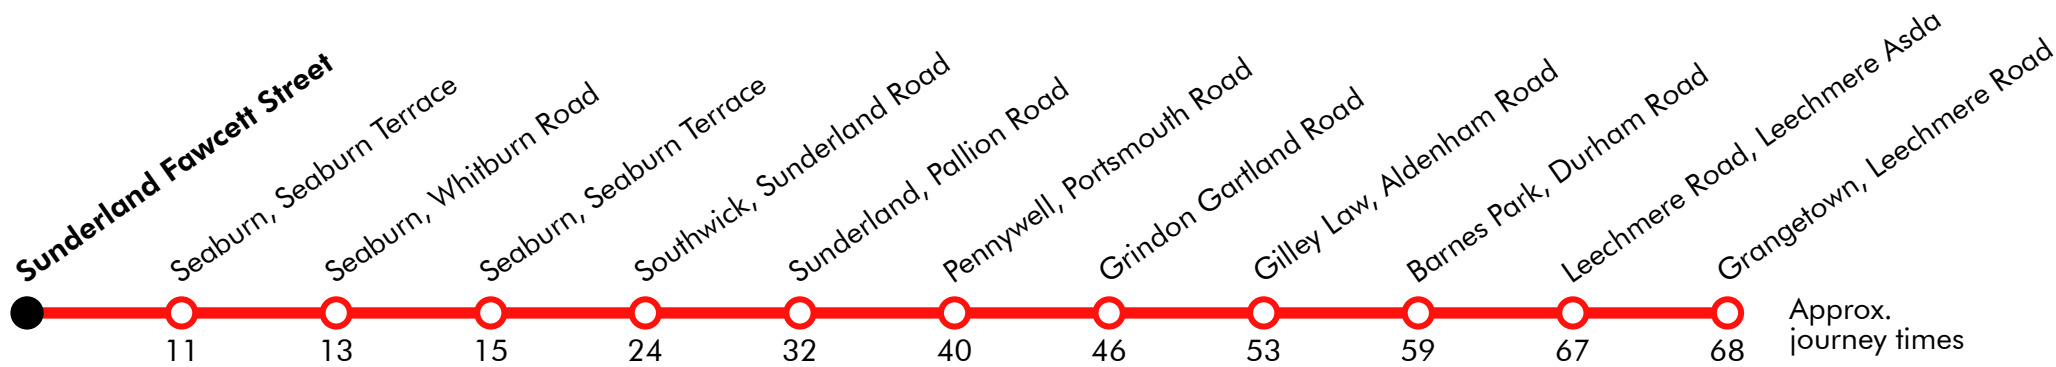 Sunderland Fawcett Street
Seaburn, Seaburn Terrace
Seaburn, Whitburn Road
Seaburn, Seaburn Terrace
Southwick, Sunderland Road
Sunderland, Pallion Road
Pennywell, Portsmouth Road
Grindon Gartland Road
Gilley Law, Aldenham Road
Barnes Park, Durham Road
Leechmere Road, Leechmere Asda
Grangetown, Leechmere Road
11 13 15 24 32 40 46 53 59 67 68
Approx.
journey times